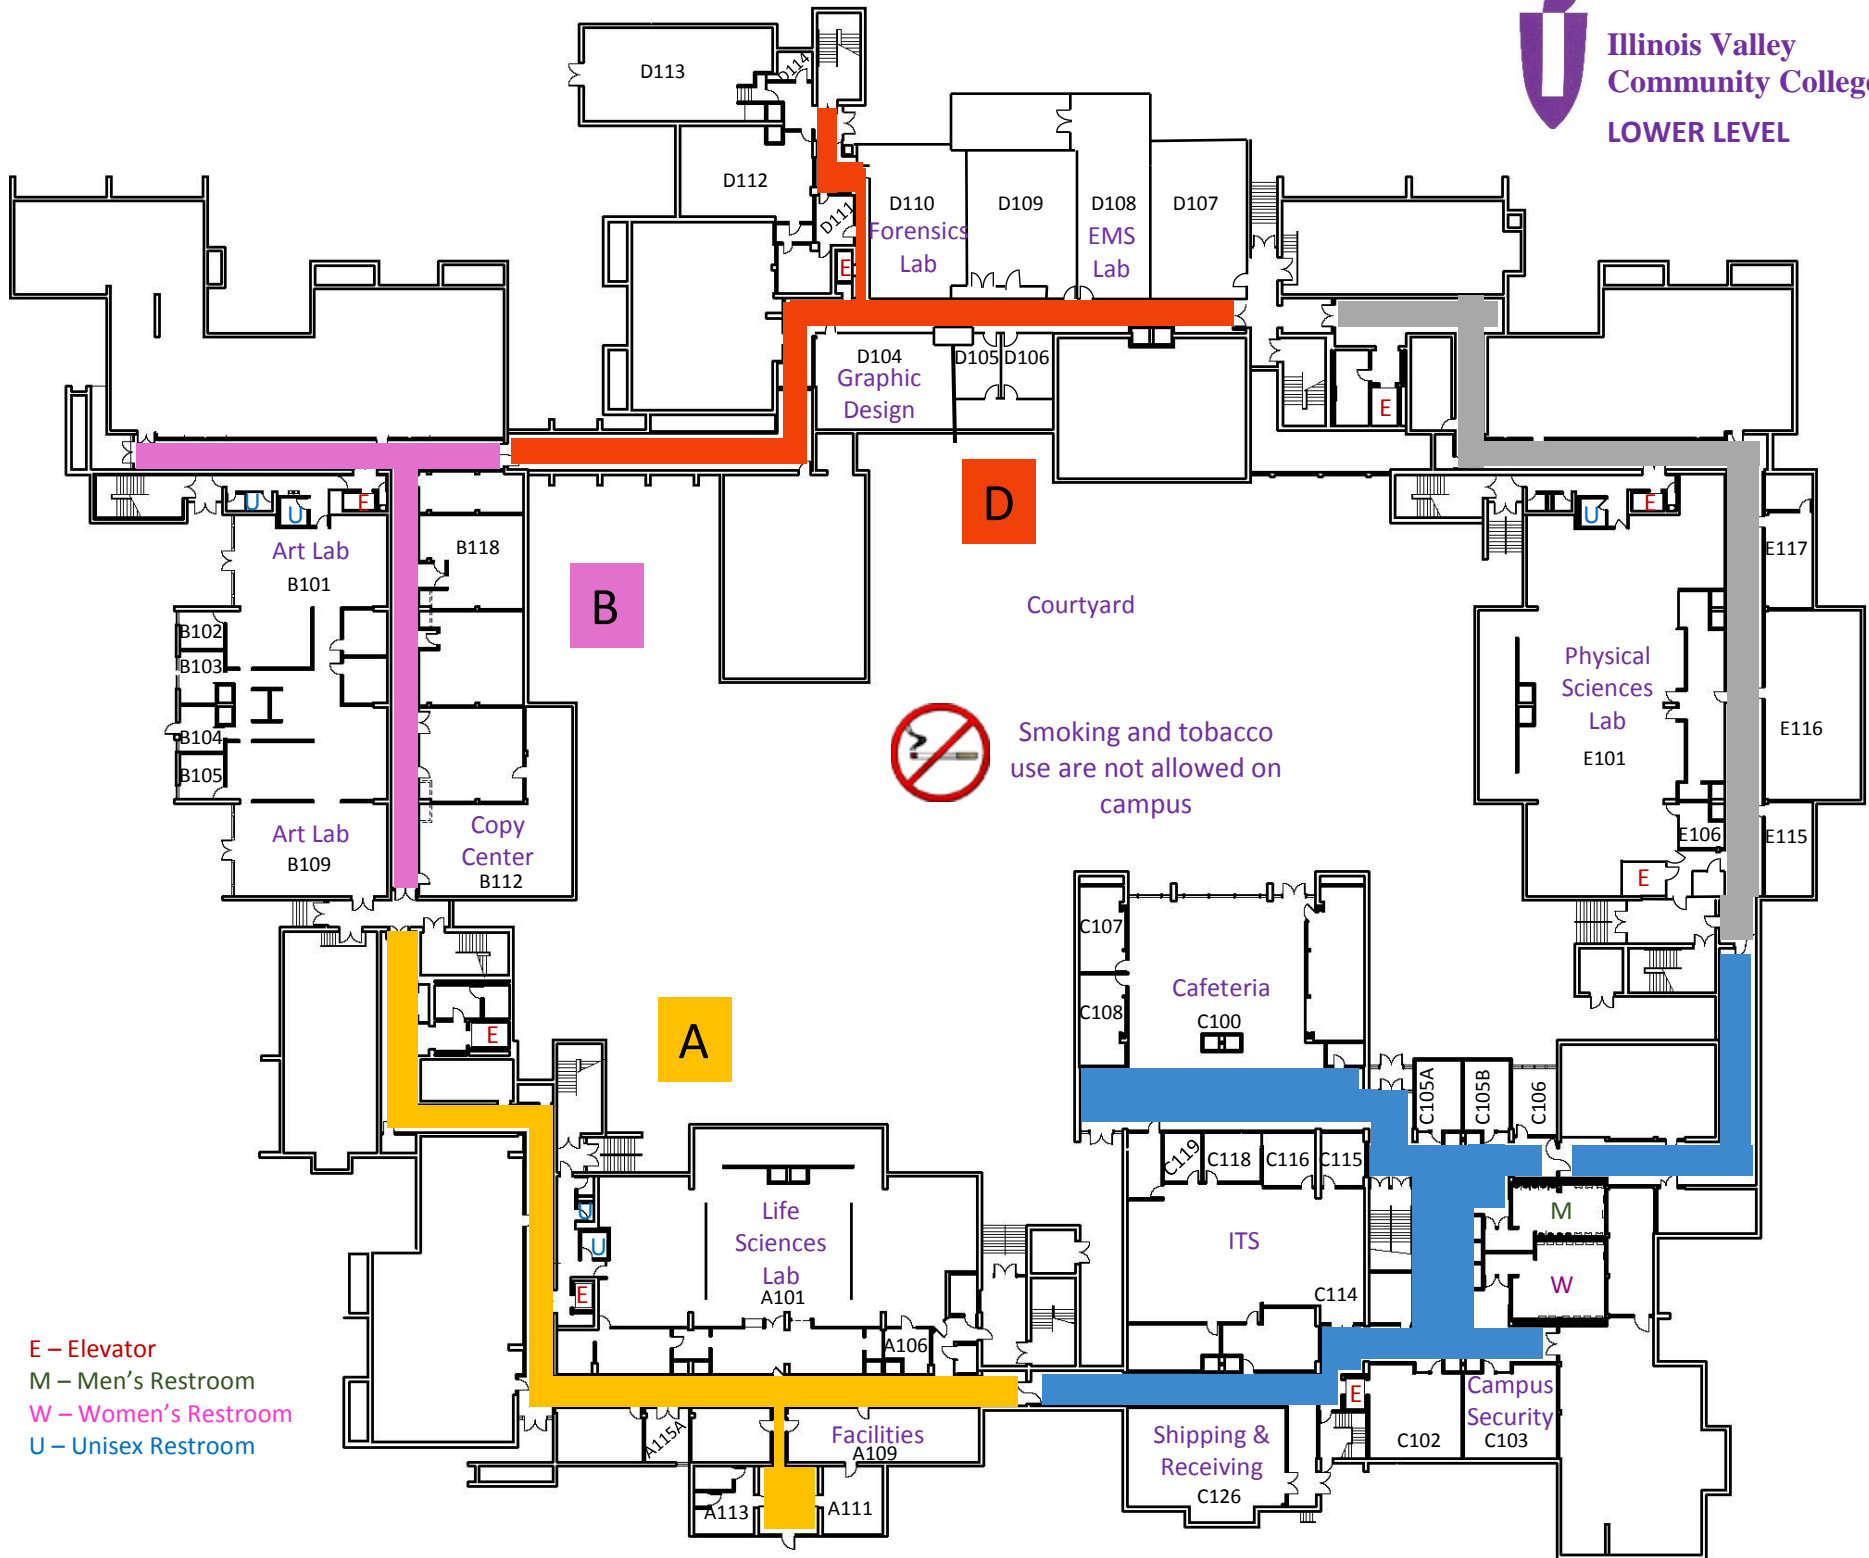 Illinois Valley
Community College
LOWER LEVEL
D113
D114
D112
D111
D110
Forensics
Lab
D109
D108
EMS
Lab
D107
E
D104
Graphic
Design
D105
D106
E
D
U
U
E
Art Lab
B101
B118
B
B102
B103
B104
B105
Art Lab
B109
Copy
Center
B112
Courtyard
Smoking and tobacco
use are not allowed on
campus
U
E
E117
Physical
Sciences
Lab
E101
E116
E106
E115
E
C107
C108
Cafeteria
C100
C105A
C105B
C106
A
E
C119
C118
C116
C115
ITS
C114
M
W
U
U
E
Life
Sciences
Lab
A101
A106
E
Campus
Security
C102
C103
Facilities
A109
A115A
A113
A111
Shipping &
Receiving
C126
E – Elevator
M – Men's Restroom
W – Women's Restroom
U – Unisex Restroom